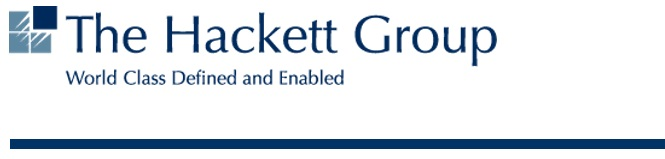 The Hackett Group
World Class Defined and Enabled